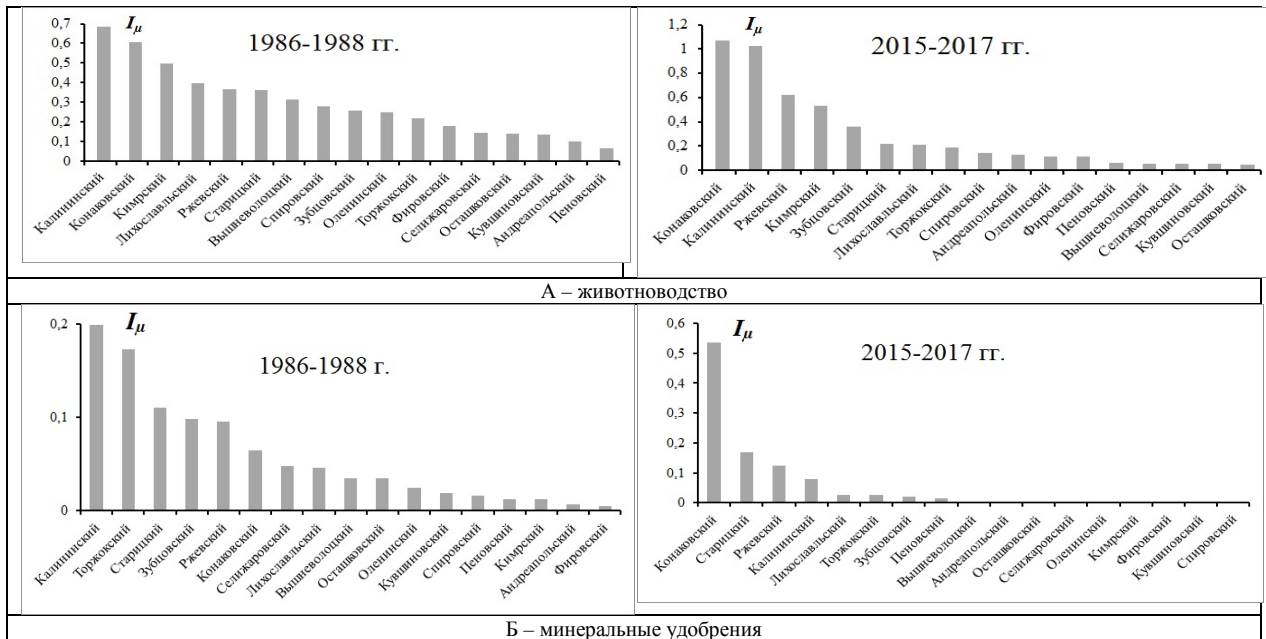 0,7
0,6
0,5
0,4
0,3
0,2
0,1
0
Iμ
1986-1988 гг.
Калининский
Конаковский
Кимрский
Лихославльский
Ржевский
Старицкий
Вышневолоцкий
Спировский
Зубцовский
Оленинский
Торжокский
Фировский
Селижаровский
Осташковский
Кувшиновский
Андреапольский
Пеновский
1,2
1
0,8
0,6
0,4
0,2
0
Iμ
2015-2017 гг.
Конаковский
Калининский
Ржевский
Кимрский
Зубцовский
Старицкий
Лихославльский
Торжокский
Спировский
Андреапольский
Оленинский
Фировский
Пеновский
Вышневолоцкий
Селижаровский
Кувшиновский
Осташковский
А – животноводство
0,2
0,1
0
Iμ
1986-1988 г.
Калининский
Торжокский
Старицкий
Зубцовский
Ржевский
Конаковский
Селижаровский
Лихославльский
Вышневолоцкий
Осташковский
Оленинский
Кувшиновский
Спировский
Пеновский
Кимрский
Андреапольский
Фировский
0,6
0,5
0,4
0,3
0,2
0,1
0
Iμ
2015-2017 гг.
Конаковский
Старицкий
Ржевский
Калининский
Лихославльский
Торжокский
Зубцовский
Пеновский
Вышневолоцкий
Андреапольский
Осташковский
Селижаровский
Оленинский
Кимрский
Фировский
Кувшиновский
Спировский
Б – минеральные удобрения